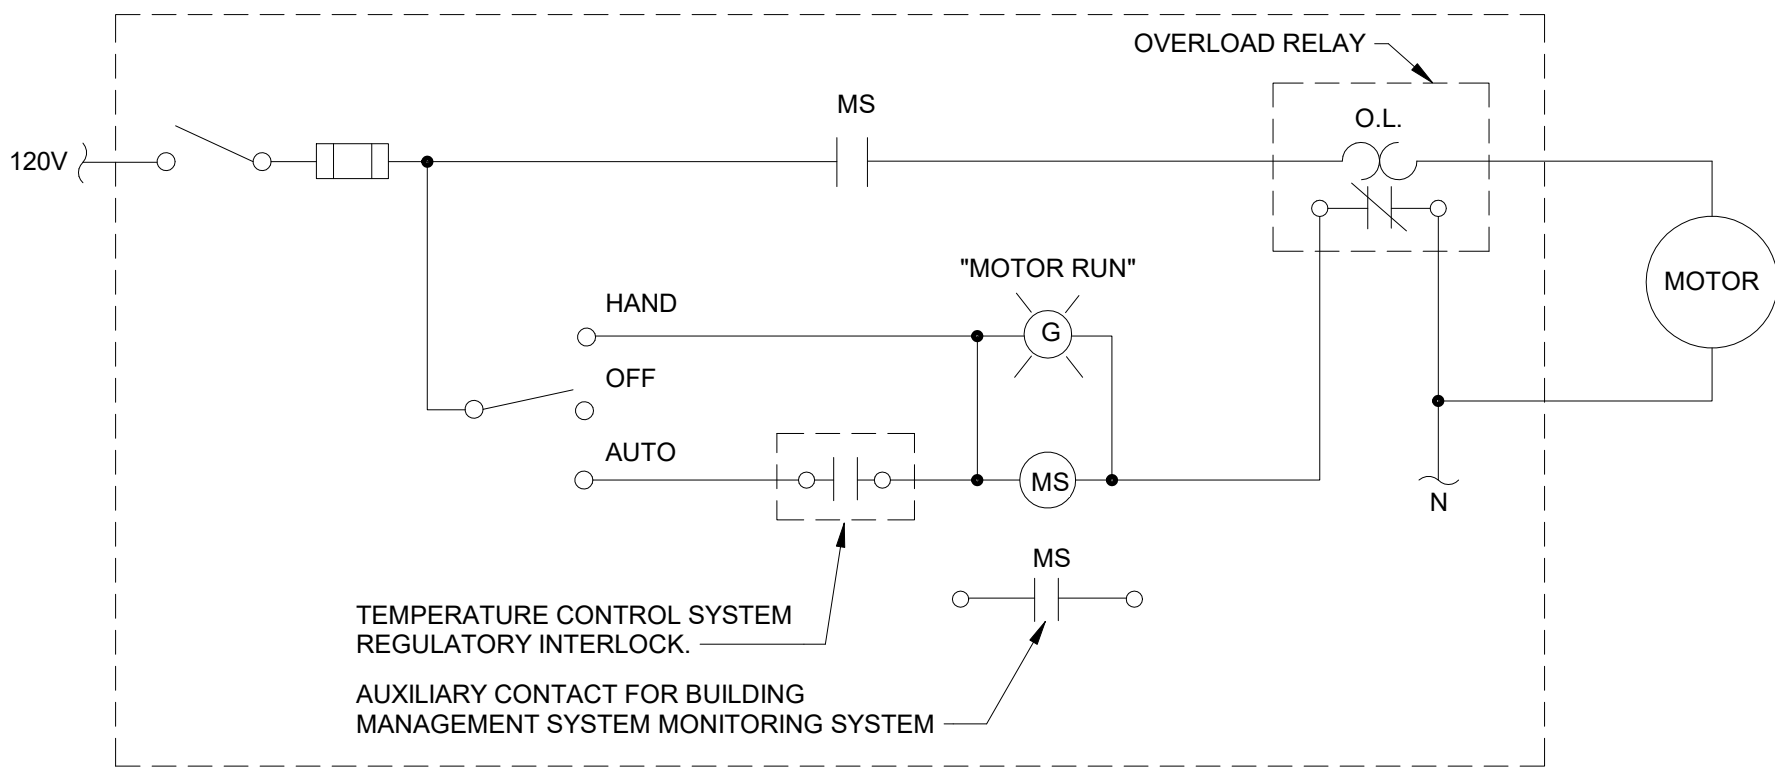 OVERLOAD RELAY
MS
O.L.
120V
"MOTOR RUN"
MOTOR
HAND
G
OFF
AUTO
MS
N
MS
TEMPERATURE CONTROL SYSTEM
REGULATORY INTERLOCK.
AUXILIARY CONTACT FOR BUILDING
MANAGEMENT SYSTEM MONITORING SYSTEM